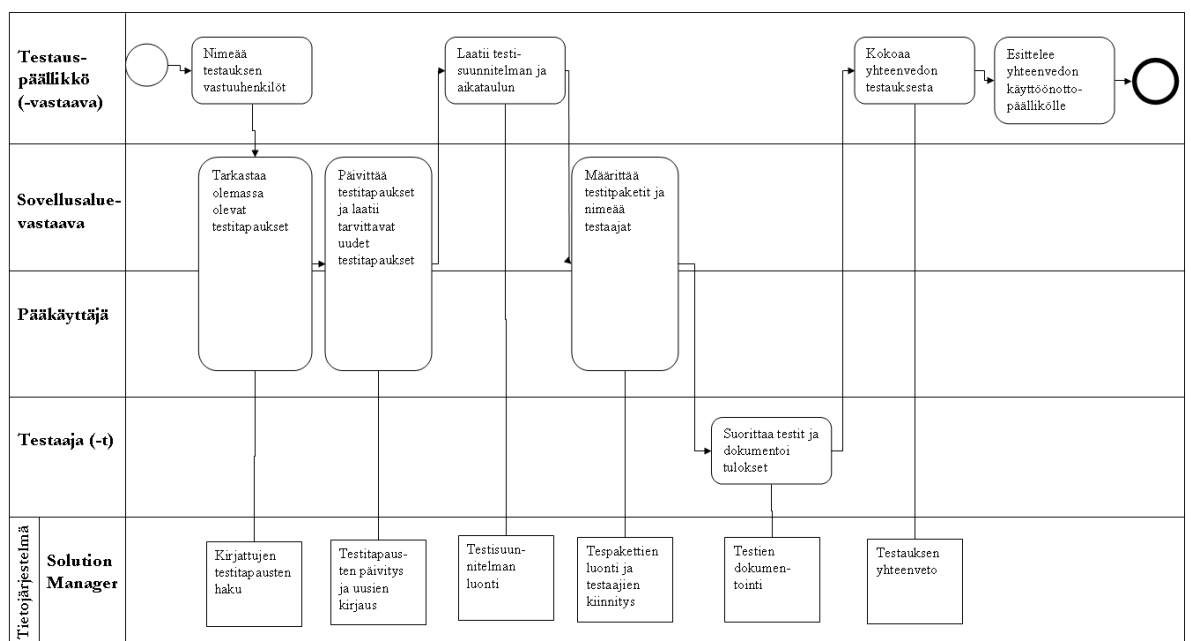 Testaus-
päällikkö
(-vastaava)
Nimeää
testauksen
vastuuhenkilöt
Laatii testi-
suunnitelman ja
aikataulun
Kokoaa
yhteenvedon
testauksesta
Esittelee
yhteenvedon
käyttöönotto-
päällikölle
Sovellusalue-
vastaava
Tarkastaa
olemassa
olevat
testitapaukset
Päivittää
testitapaukset
ja laatii
tarvittavat
uudet
testitapaukset
Määrittää
testitpaketit ja
nimeää
testaajat
Pääkäyttäjä
Testaaja (-t)
Suorittaa testit ja
dokumentoi
tulokset
Tietojärjestelmä
Solution
Manager
Kirjattujen
testitapausten
haku
Testitapaus-
ten päivitys
ja uusien
kirjaus
Testisuun-
nitelman
luonti
Tespakettien
luonti ja
testaajien
kiinnitys
Testien
dokumen-
tointi
Testauksen
yhteenveto